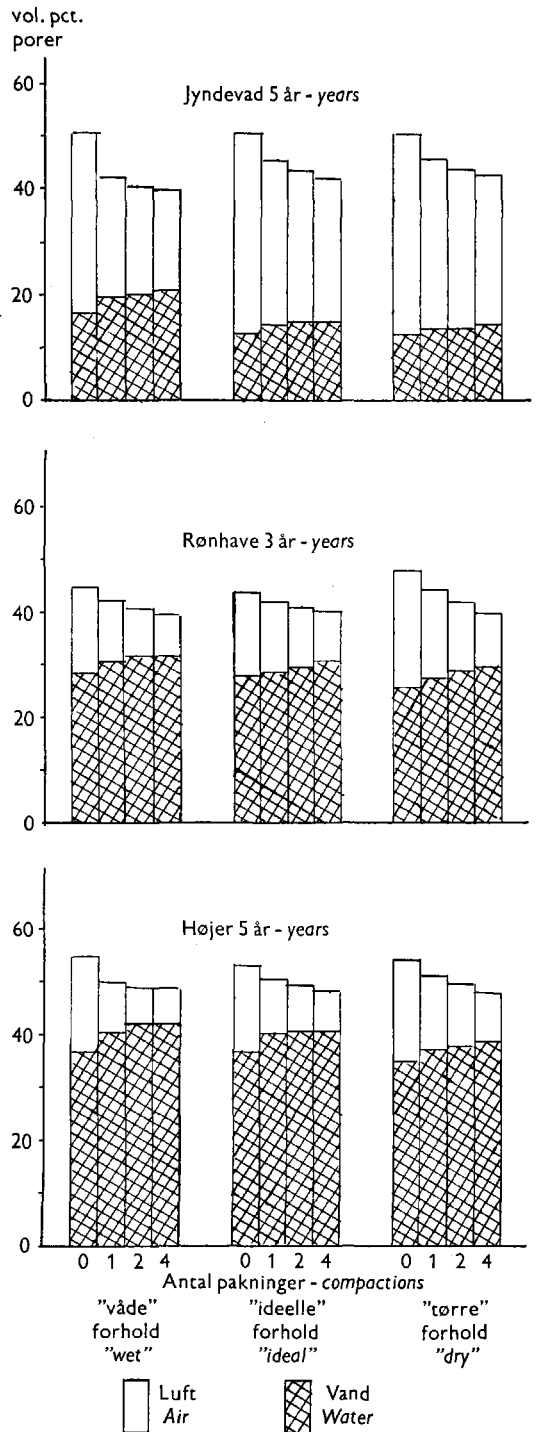 vol. pct.
porer
Jyndevad 5 år - years
60
40
20
0
Rønhave 3 år - years
60
40
20
0
Højer 5 år - years
60
40
20
0
0 1 2 4 0 1 2 4 0 1 2 4
Antal pakninger - compactions
"våde" "ideelle" "tørre"
forhold forhold forhold
"wet" "ideal" "dry"
Luft Vand
Air Water